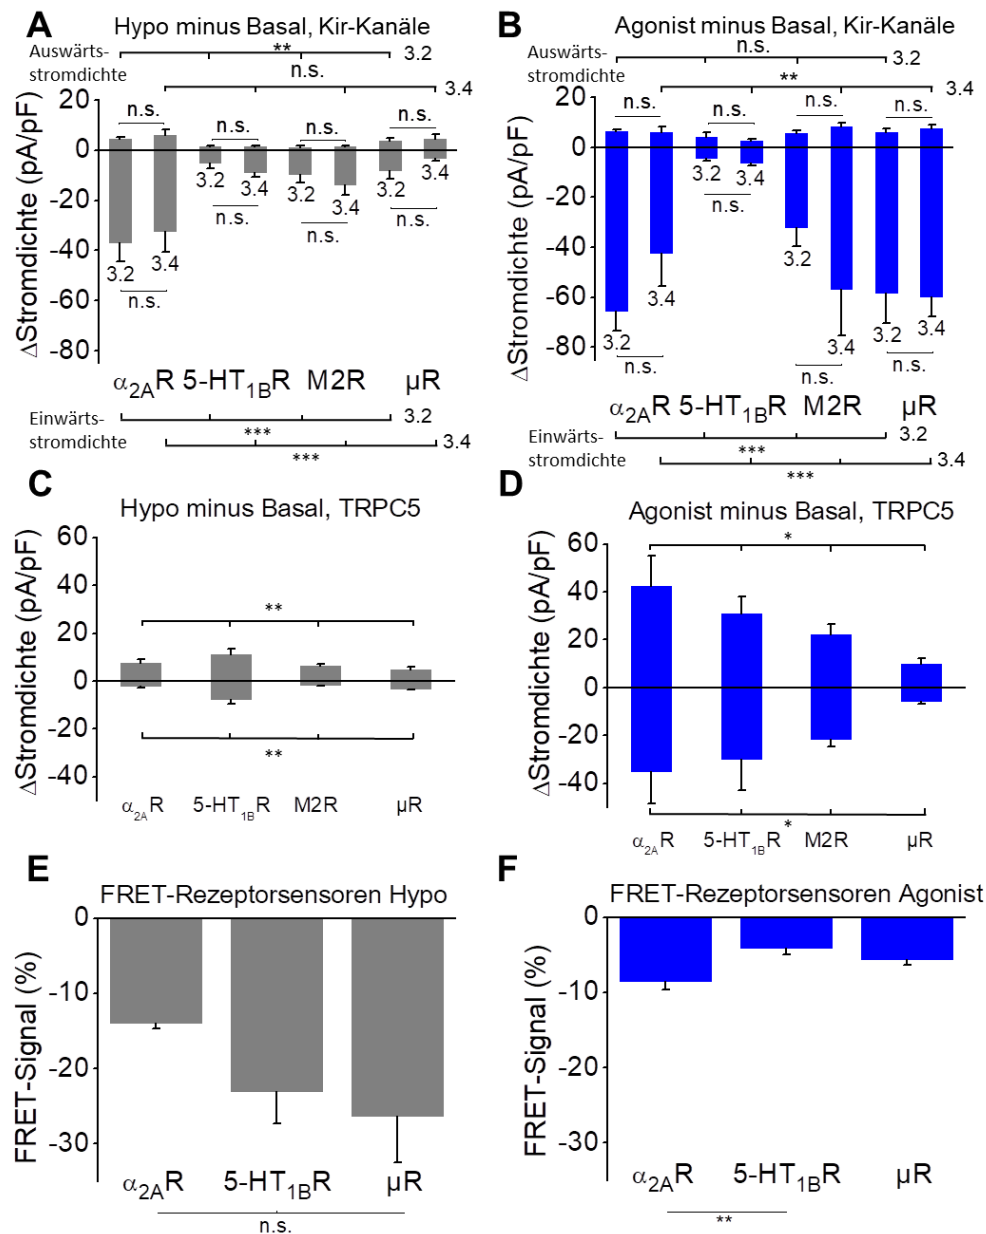 A
Hypo minus Basal, Kir-Kanäle
Auswärts-
stromdichte
**
3.2
n.s.
3.4
ΔStromdichte (pA/pF)
20
0
-20
-40
-60
-80
n.s. n.s. n.s. n.s.
3.2 3.4 3.2 3.4 3.2 3.4 3.2 3.4
n.s. n.s. n.s. n.s.
α2AR 5-HT1BR M2R µR
Einwärts-
stromdichte
3.2
***
3.4
***
B
Agonist minus Basal, Kir-Kanäle
Auswärts-
stromdichte
n.s.
3.2
**
3.4
ΔStromdichte (pA/pF)
20
0
-20
-40
-60
-80
n.s. n.s. n.s. n.s.
3.2 3.4 3.2 3.4 3.2 3.4 3.2 3.4
n.s. n.s. n.s. n.s.
α2AR 5-HT1BR M2R µR
Einwärts-
stromdichte
3.2
***
3.4
***
C
Hypo minus Basal, TRPC5
ΔStromdichte (pA/pF)
60
40
20
0
-20
-40
**
**
α2AR 5-HT1BR M2R µR
D
Agonist minus Basal, TRPC5
ΔStromdichte (pA/pF)
60
40
20
0
-20
-40
*
*
α2AR 5-HT1BR M2R µR
E
FRET-Rezeptorsensoren Hypo
FRET-Signal (%)
0
-10
-20
-30
α2AR 5-HT1BR µR
n.s.
F
FRET-Rezeptorsensoren Agonist
FRET-Signal (%)
0
-10
-20
-30
α2AR 5-HT1BR µR
**